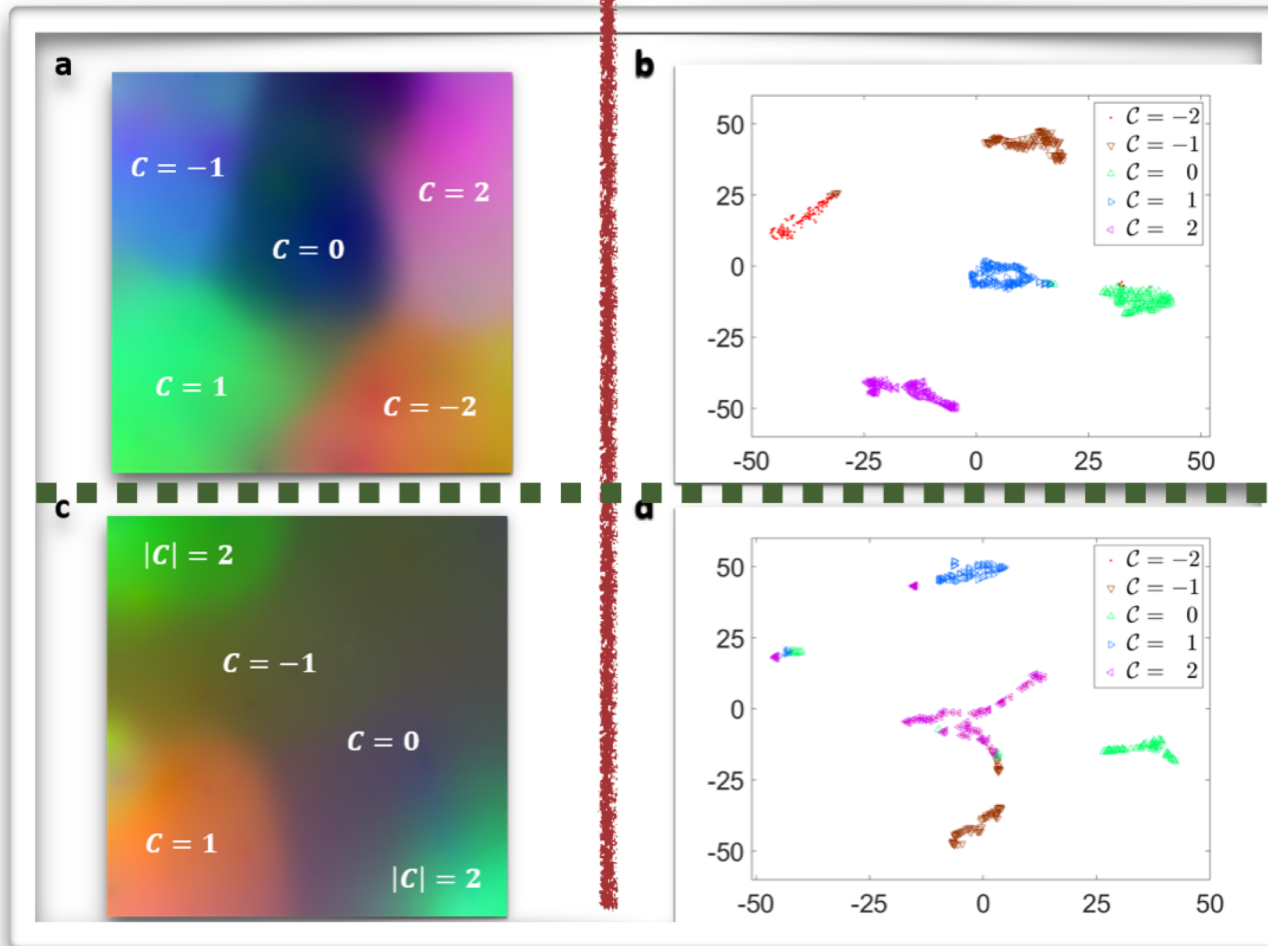 a
C = −1
C = 2
C = 0
C = 1
C = −2
b
50
25
0
-25
-50
-50
-25
0
25
50
C = −2
C = −1
C = 0
C = 1
C = 2
c
|C| = 2
C = −1
C = 0
C = 1
|C| = 2
d
50
25
0
-25
-50
-50
-25
0
25
50
C = −2
C = −1
C = 0
C = 1
C = 2